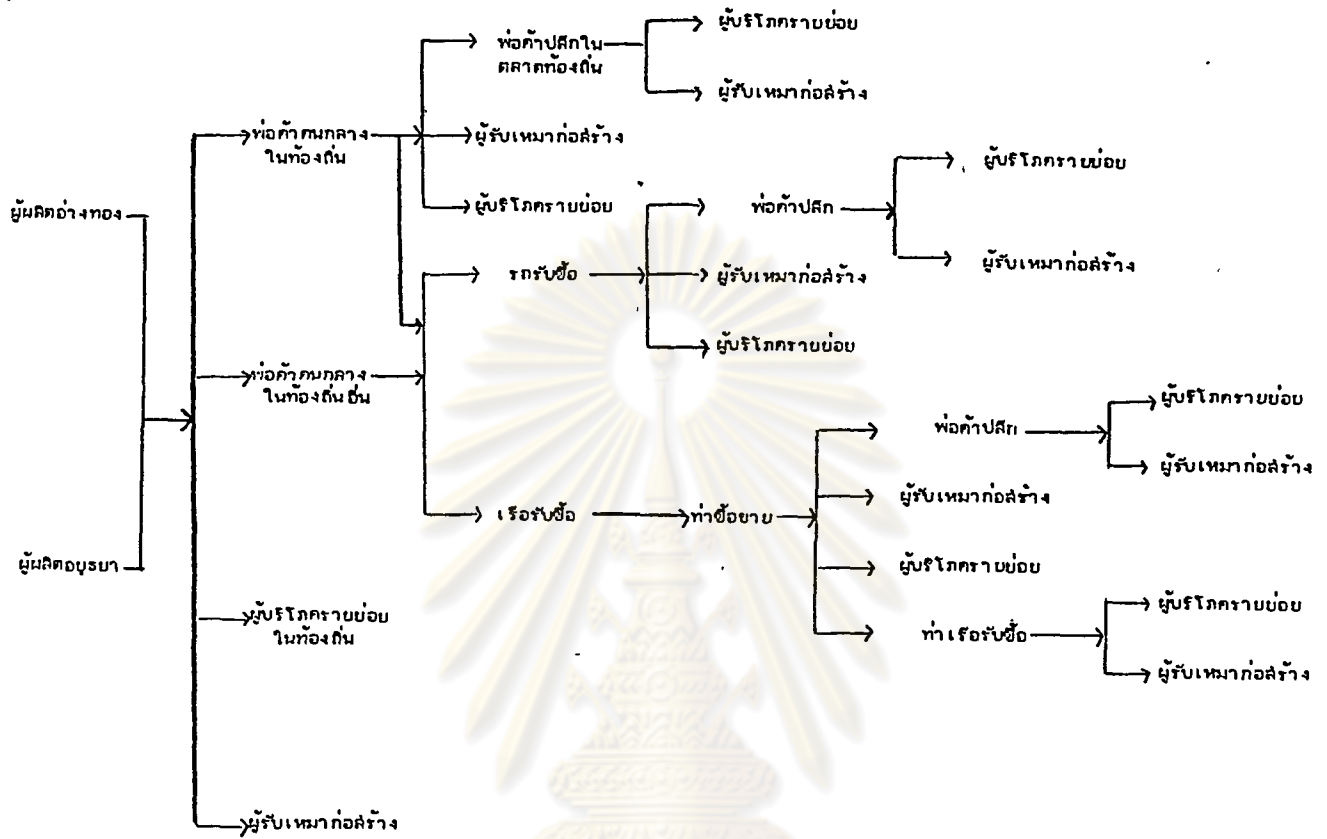 ผู้บริโภครายย่อย
พ่อค้าปลีกใน
ตลาดท้องถิ่น
ผู้รับเหมาก่อสร้าง
พ่อค้าคนกลาง
ในท้องถิ่น
ผู้รับเหมาก่อสร้าง
ผู้บริโภครายย่อย
ผู้บริโภครายย่อย
พ่อค้าปลีก
ผู้ผลิตอ่างทอง
ผู้รับเหมาก่อสร้าง
รถรับซื้อ
ผู้รับเหมาก่อสร้าง
ผู้บริโภครายย่อย
พ่อค้าคนกลาง
ในท้องถิ่นอื่น
ผู้บริโภครายย่อย
พ่อค้าปลีก
ผู้รับเหมาก่อสร้าง
ผู้รับเหมาก่อสร้าง
เรือรับซื้อ
ท่าซื้อขาย
ผู้ผลิตอยุธยา
ผู้บริโภครายย่อย
ผู้บริโภครายย่อย
ผู้บริโภครายย่อย
ในท้องถิ่น
ท่าเรือรับซื้อ
ผู้รับเหมาก่อสร้าง
ผู้รับเหมาก่อสร้าง